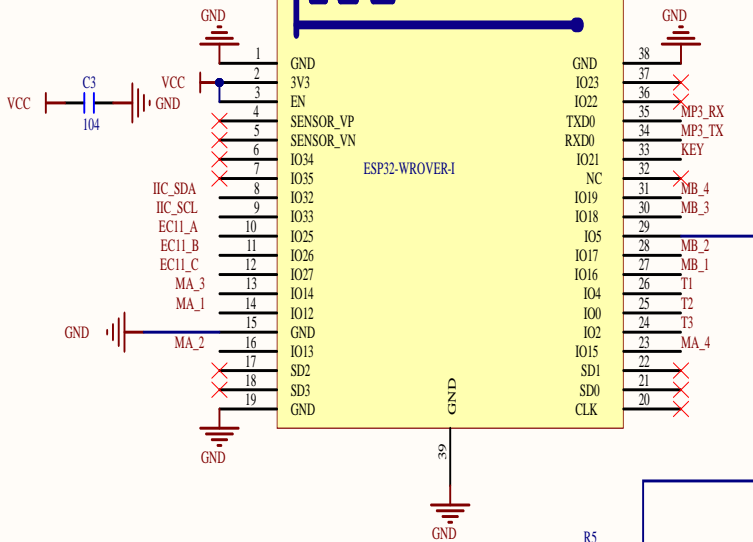 GND
GND
1
GND
GND
38
VCC
2
3V3
IO23
37
C3
VCC
GND
104
3
EN
IO22
36
4
SENSOR_VP
TXD0
35
MP3_RX
5
SENSOR_VN
RXD0
34
MP3_TX
6
IO34
IO21
33
KEY
ESP32-WROVER-I
7
IO35
NC
32
IIC_SDA
8
IO32
IO19
31
MB_4
IIC_SCL
9
IO33
IO18
30
MB_3
EC11_A
10
IO25
IO5
29
EC11_B
11
IO26
IO17
28
MB_2
EC11_C
12
IO27
IO16
27
MB_1
MA_3
13
IO14
IO4
26
T1
MA_1
14
IO12
IO0
25
T2
GND
15
GND
IO2
24
T3
MA_2
16
IO13
IO15
23
MA_4
17
SD2
SD1
22
18
SD3
SD0
21
19
GND
CLK
20
GND
GND
39
GND
R5